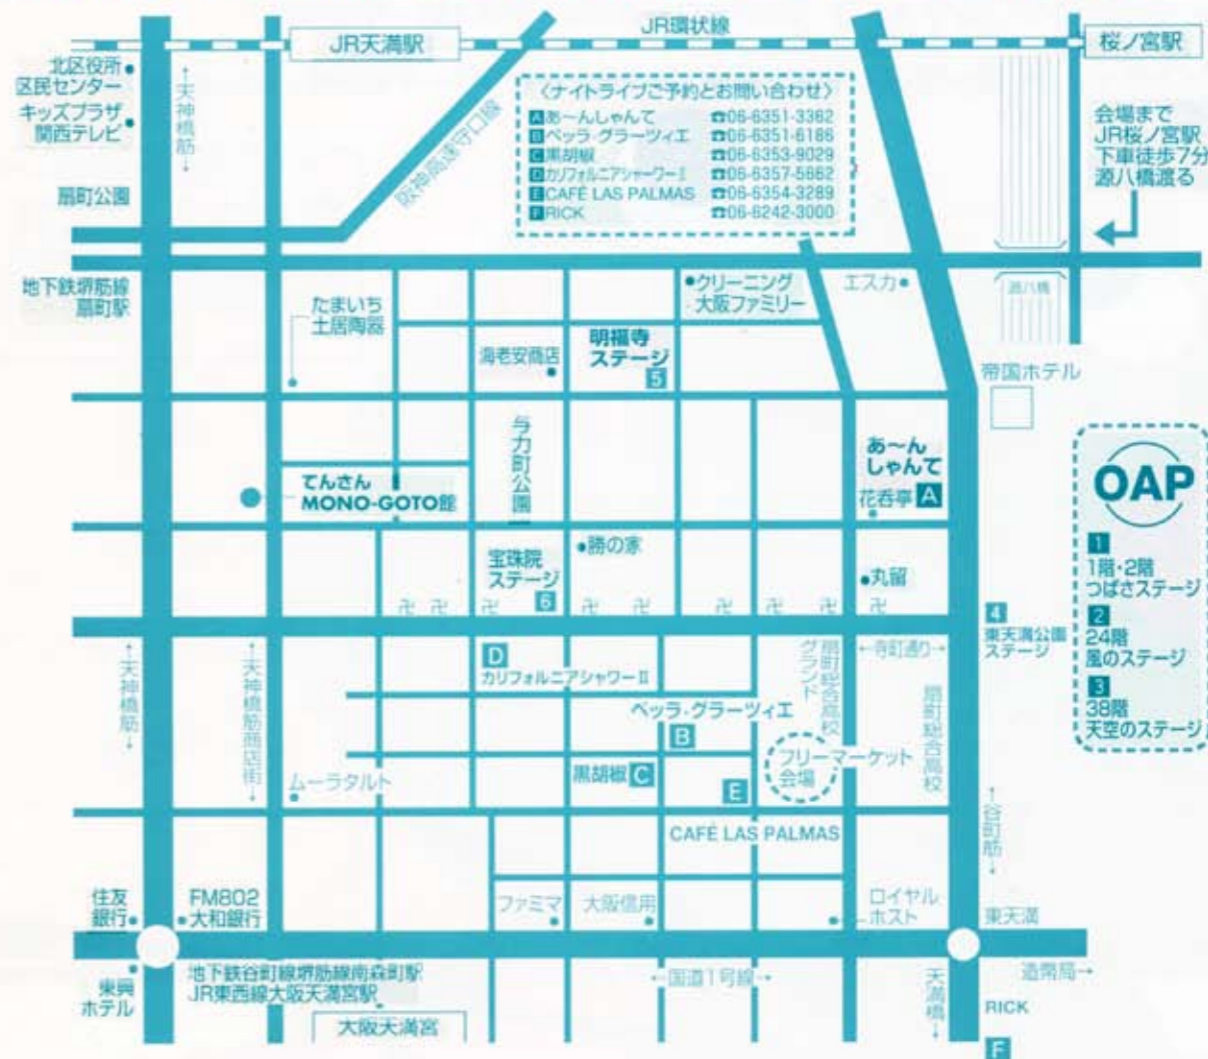 JR環状線
JR天満駅
桜ノ宮駅
北区役所
区民センター
キッズプラザ
関西テレビ
←天神橋筋→
阪神高速守口線
〈ナイトライブご予約とお問い合わせ〉
A あ〜んしゃんて ☎06-6351-3362
B ベッラ・グラーツィエ ☎06-6351-6186
C 黒胡椒 ☎06-6353-9029
D カリフォルニアシャワーⅡ ☎06-6357-5662
E CAFÉ LAS PALMAS ☎06-6354-3289
F RICK ☎06-6242-3000
会場まで
JR桜ノ宮駅
下車徒歩7分
源八橋渡る
扇町公園
地下鉄堺筋線
扇町駅
たまいち
土居陶器
クリーニング
大阪ファミリー
エスカ
源八橋
海老安商店
明福寺
ステージ
5
帝国ホテル
与力町公園
あ〜ん
しゃんて
花呑亭 A
てんさん
MONO-GOTO館
OAP
1
1階・2階
つばさステージ
2
24階
風のステージ
3
38階
天空のステージ
宝珠院
ステージ
6
勝の家
丸留
卍 卍 卍 卍 卍 卍 卍 卍 卍
4
東天満公園
ステージ
←天神橋筋→
←天神橋筋商店街→
D
カリフォルニアシャワーⅡ
扇町総合高校
グランド
←寺町通り→
扇町総合高校
ベッラ・グラーツィエ
B
黒胡椒 C
E
フリーマーケット
会場
ムーラタルト
CAFÉ LAS PALMAS
←谷町筋→
住友
銀行
FM802
大和銀行
ファミマ
大阪信用
ロイヤル
ホスト
東天満
東興
ホテル
地下鉄谷町線堺筋線南森町駅
JR東西線大阪天満宮駅
大阪天満宮
←国道1号線→
天満橋→
造幣局→
RICK
F